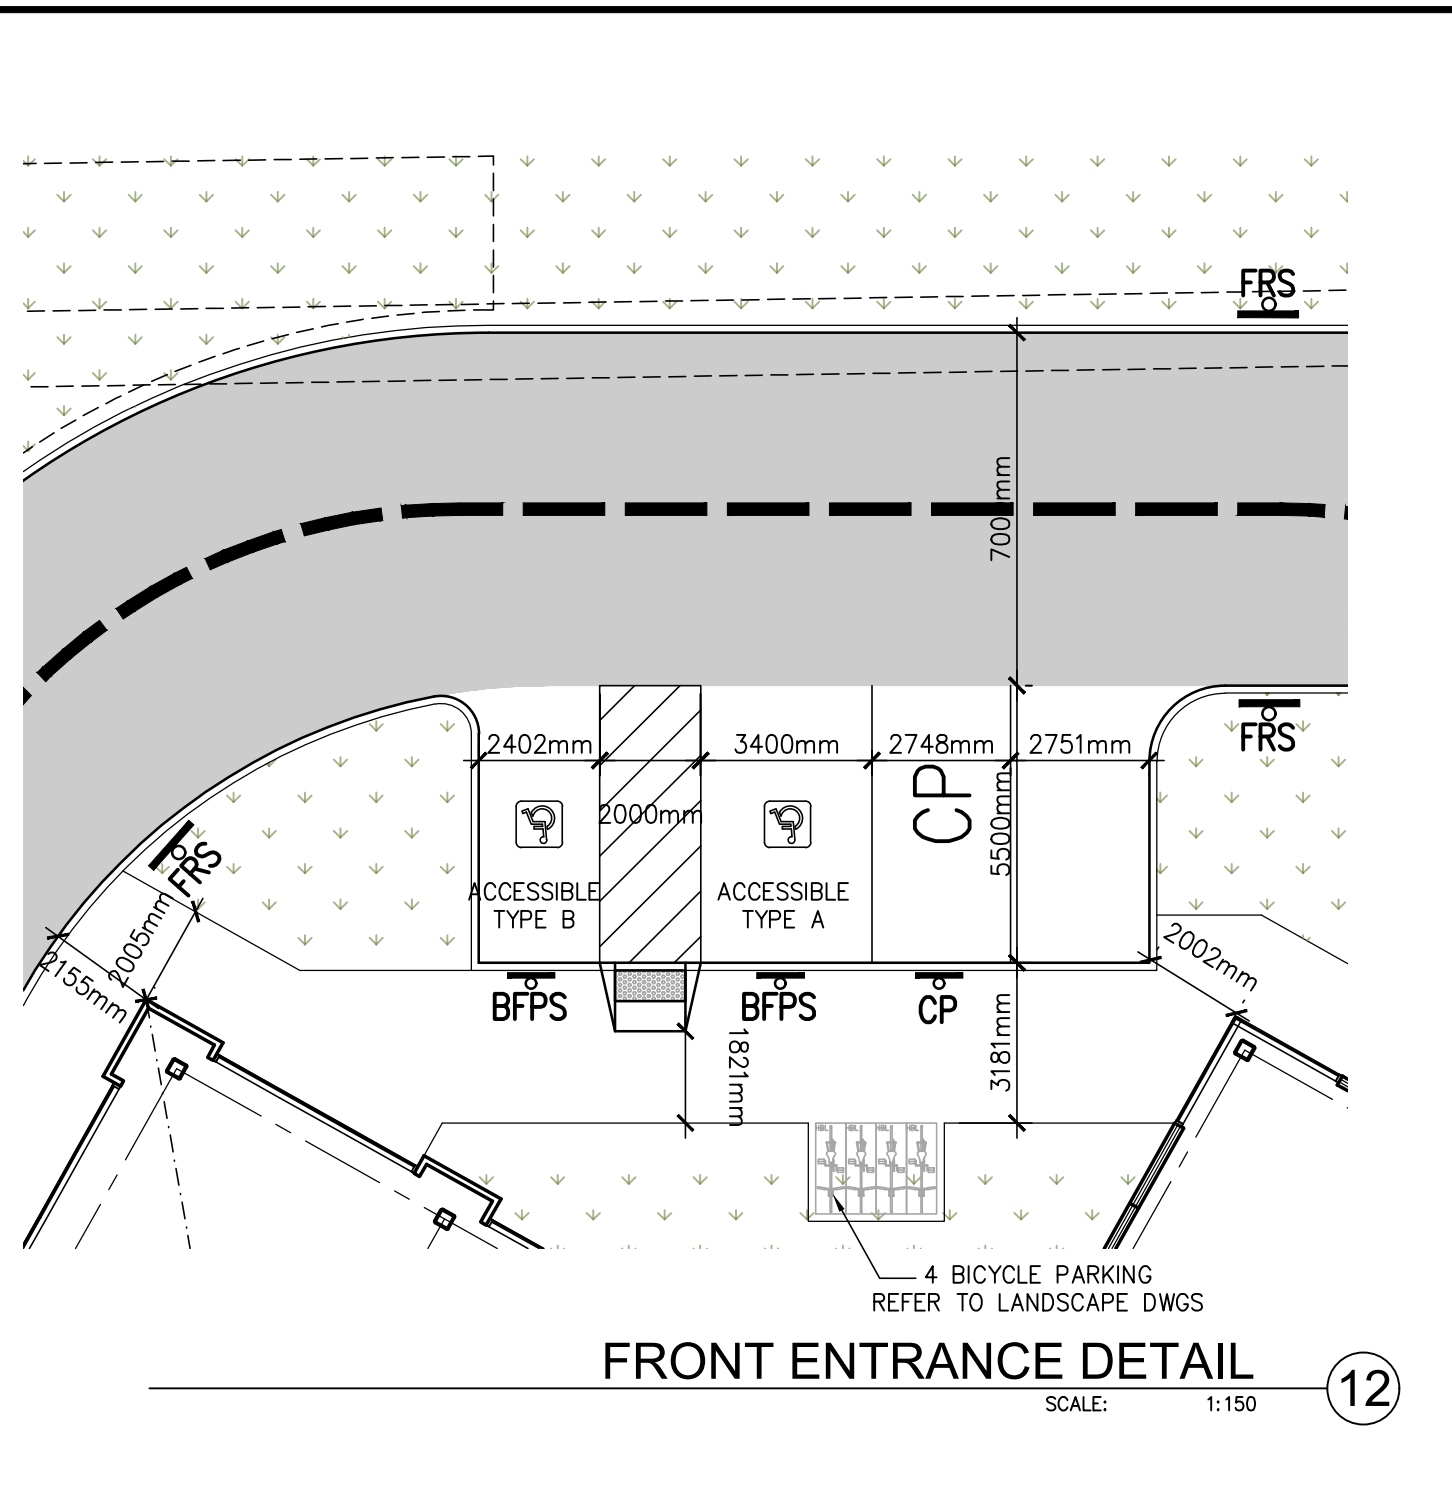 FRS
7000mm
FRS
2402mm
3400mm
2748mm
2751mm
CP
2000mm
5500mm
FRS
ACCESSIBLE
TYPE B
ACCESSIBLE
TYPE A
2005mm
2155mm
2002mm
BFPS
BFPS
CP
1821mm
3181mm
4 BICYCLE PARKING
REFER TO LANDSCAPE DWGS
FRONT ENTRANCE DETAIL
12
SCALE: 1:150